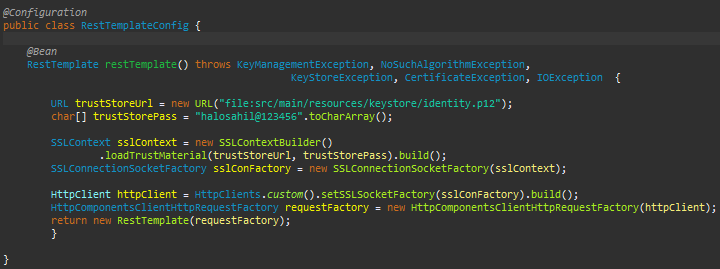 @Configuration
public class RestTemplateConfig {
@Bean
RestTemplate restTemplate() throws KeyManagementException, NoSuchAlgorithmException,
KeyStoreException, CertificateException, IOException  {
URL trustStoreUrl = new URL("file:src/main/resources/keystore/identity.p12");
char[] trustStorePass = "halosahil@123456".toCharArray();
SSLContext sslContext = new SSLContextBuilder()
.loadTrustMaterial(trustStoreUrl, trustStorePass).build();
SSLConnectionSocketFactory sslConFactory = new SSLConnectionSocketFactory(sslContext);
HttpClient httpClient = HttpClients.custom().setSSLSocketFactory(sslConFactory).build();
HttpComponentsClientHttpRequestFactory requestFactory = new HttpComponentsClientHttpRequestFactory(httpClient);
return new RestTemplate(requestFactory);
}
}